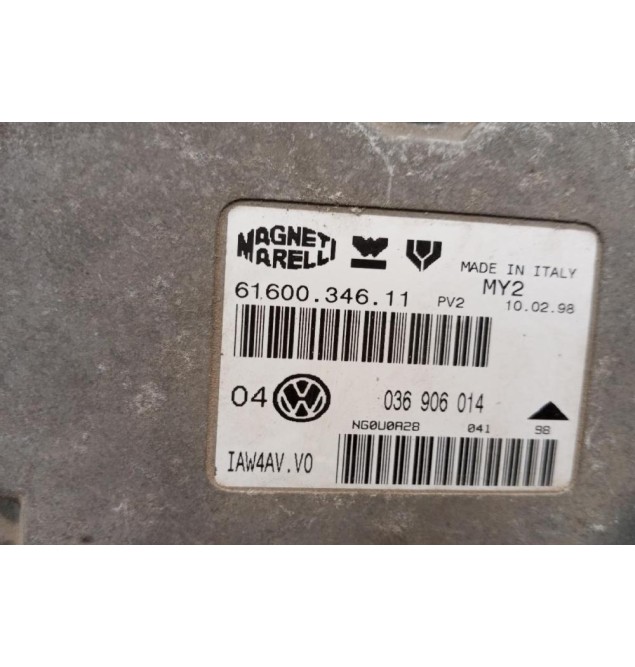 MAGNETI
MARELLI
MADE IN ITALY
61600.346.11 PV2 MY2
10.02.98
04 VW 036 906 014
NG0U0A28 041 98
IAW4AV.V0